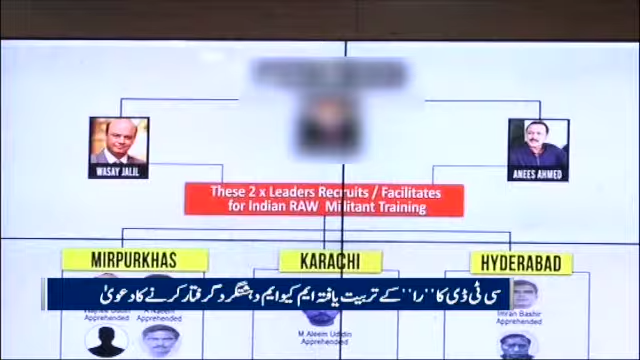 WASAY JALIL
ANEES AHMED
These 2 x Leaders Recruits / Facilitates
for Indian RAW Militant Training
MIRPURKHAS
KARACHI
HYDERABAD
سی ٹی ڈی کا ''را'' کے تربیت یافتہ ایم کیو ایم دہشتگرد گرفتار کرنے کا دعویٰ
Apprehended
Apprehended
M.Aleem Uddin
Apprehended
Imran Bashir
Apprehended